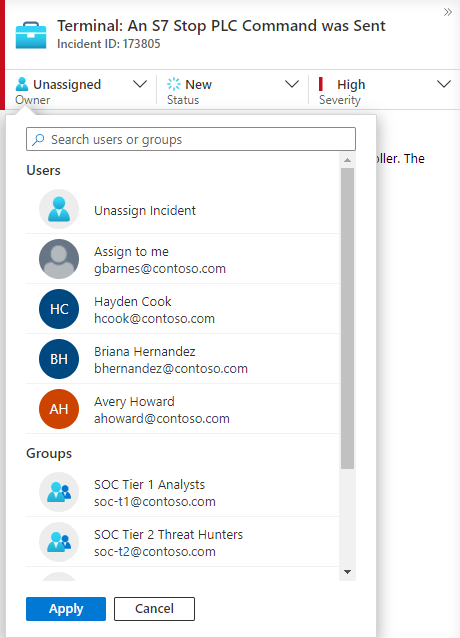 Terminal: An S7 Stop PLC Command was Sent
Incident ID: 173805
Unassigned
Owner
New
Status
High
Severity
Search users or groups
oller. The
Users
Unassign Incident
Assign to me
gbarnes@contoso.com
HC
Hayden Cook
hcook@contoso.com
BH
Briana Hernandez
bhernandez@contoso.com
AH
Avery Howard
ahoward@contoso.com
Groups
SOC Tier 1 Analysts
soc-t1@contoso.com
SOC Tier 2 Threat Hunters
soc-t2@contoso.com
Apply
Cancel